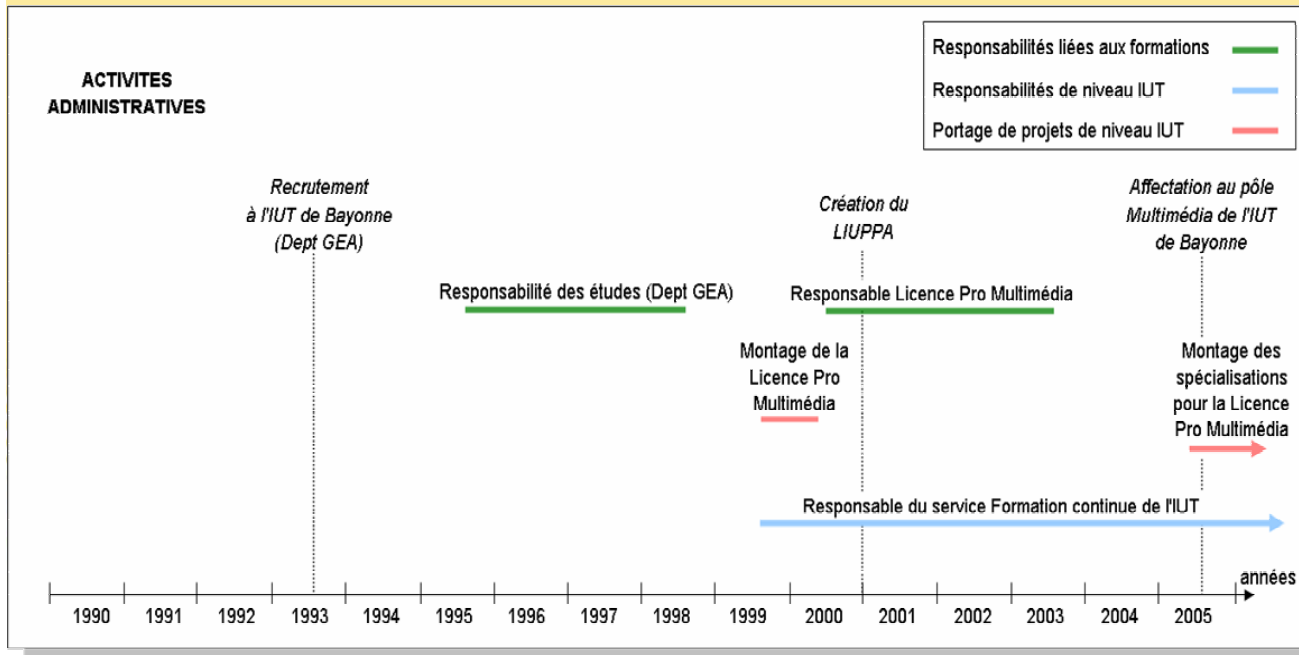 ACTIVITES
ADMINISTRATIVES
Responsabilités liées aux formations
Responsabilités de niveau IUT
Portage de projets de niveau IUT
Recrutement
à l'IUT de Bayonne
(Dept GEA)
Création du
LIUPPA
Affectation au pôle
Multimédia de l'IUT
de Bayonne
Responsabilité des études (Dept GEA)
Responsable Licence Pro Multimédia
Montage de la
Licence Pro
Multimédia
Montage des
spécialisations
pour la Licence
Pro Multimédia
Responsable du service Formation continue de l'IUT
années
1990 1991 1992 1993 1994 1995 1996 1997 1998 1999 2000 2001 2002 2003 2004 2005